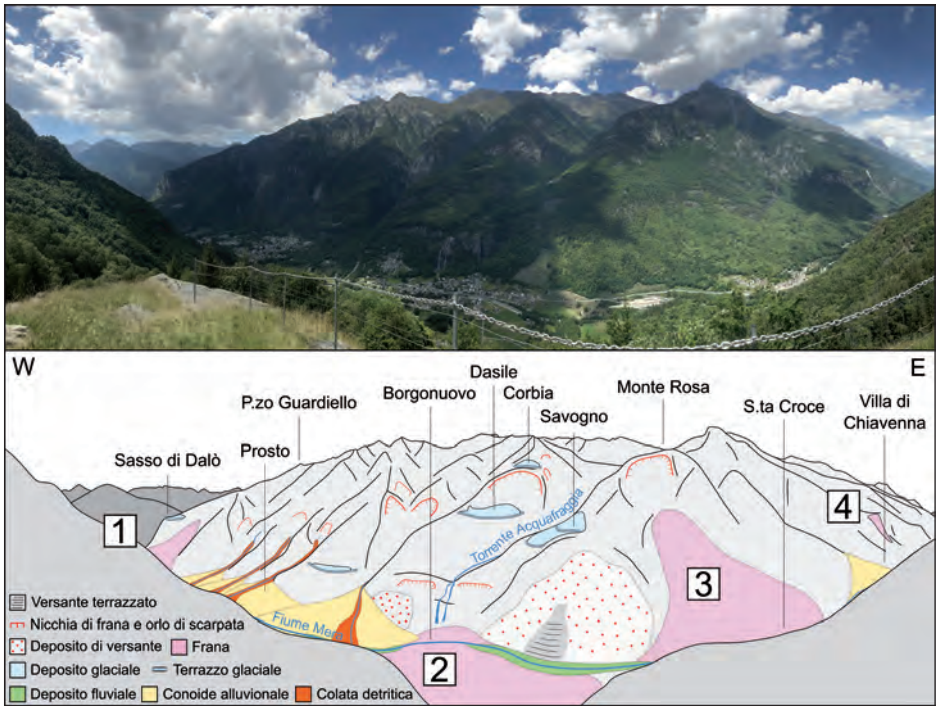 W
E
Dasile
Borgonuovo
Corbia
Monte Rosa
P.zo Guardiello
Savogno
S.ta Croce
Villa di
Chiavenna
Sasso di Dalò
Prosto
1
4
Torrente Acquafraggia
3
Fiume Mera
2
Versante terrazzato
Nicchia di frana e orlo di scarpata
Deposito di versante
Frana
Deposito glaciale
Terrazzo glaciale
Deposito fluviale
Conoide alluvionale
Colata detritica